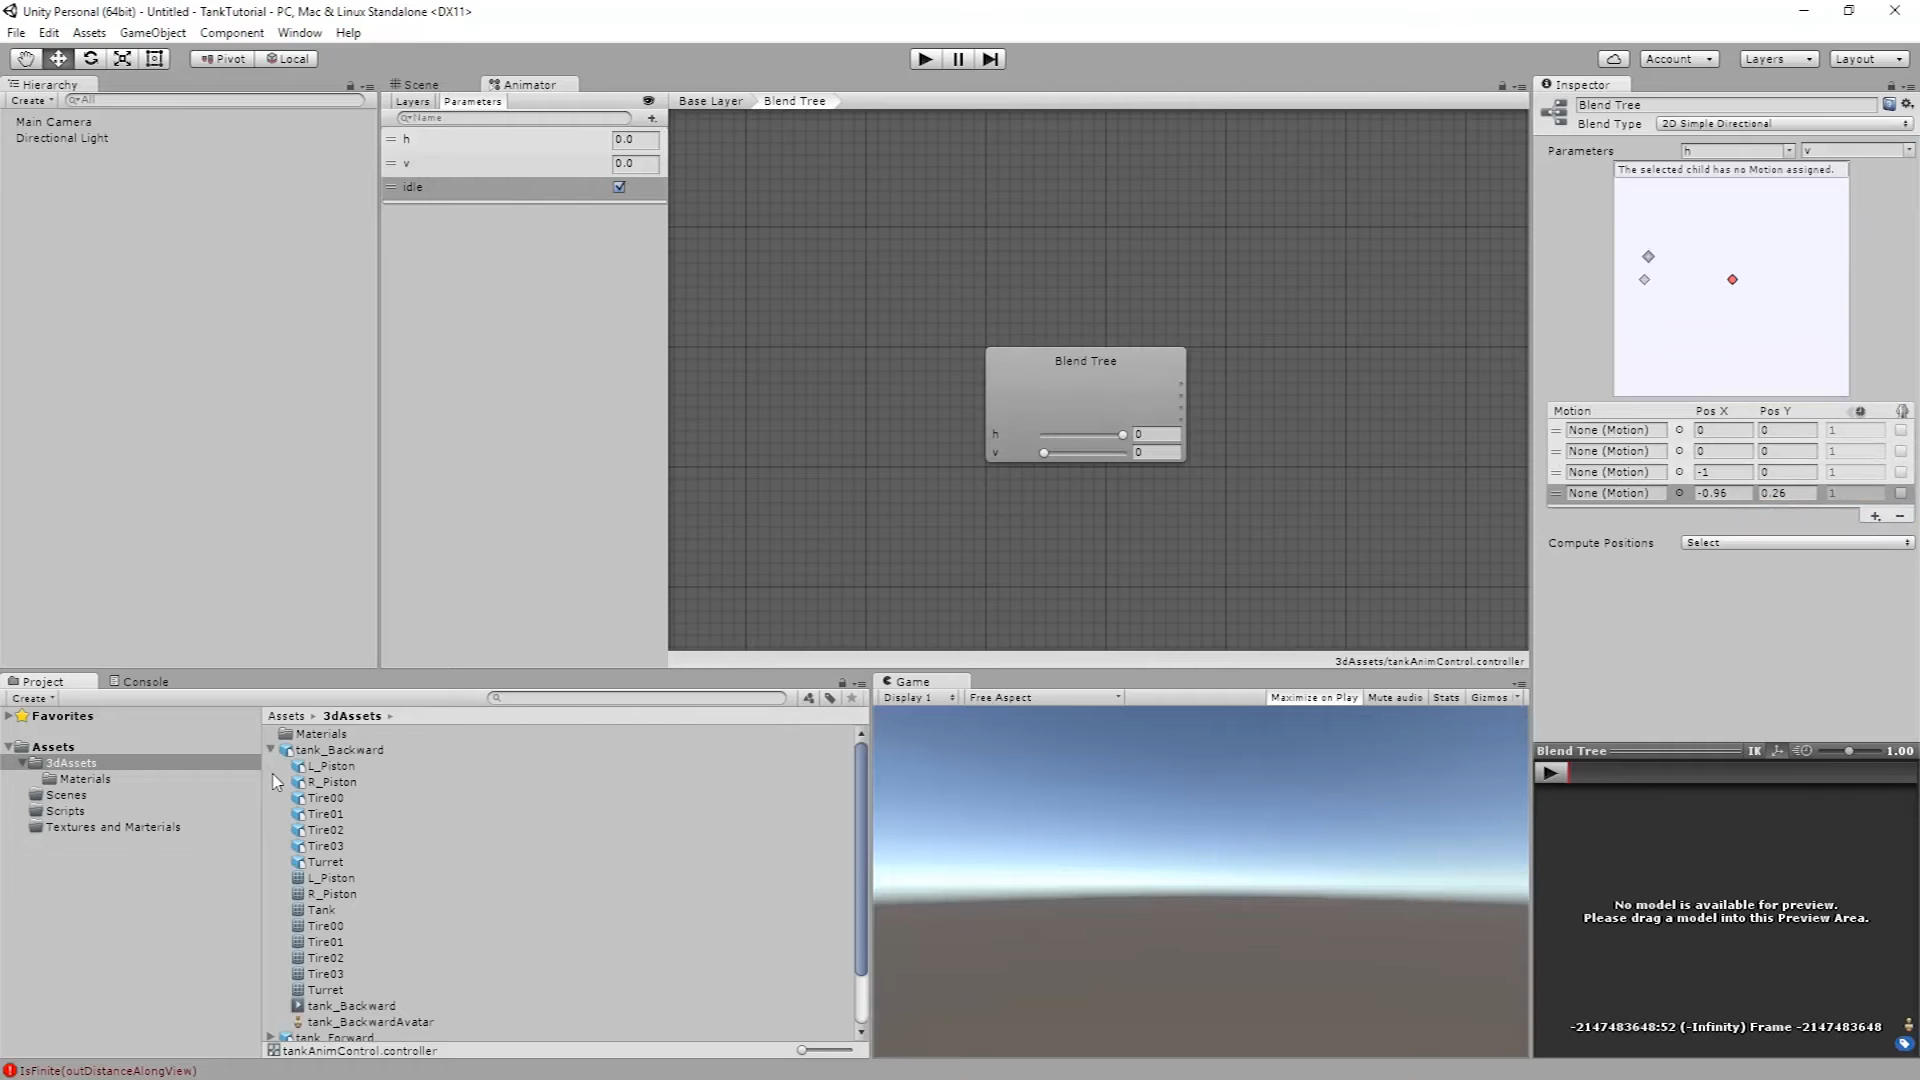 Unity Personal (64bit) - Untitled - TankTutorial - PC, Mac & Linux Standalone <DX11>
File Edit Assets GameObject Component Window Help
Pivot Local Account Layers Layout
Hierarchy
Create All
Main Camera
Directional Light
Scene Animator
Layers Parameters
Name
h 0.0
v 0.0
idle
Base Layer Blend Tree
Blend Tree
h 0
v 0
3dAssets/tankAnimControl.controller
Inspector
Blend Tree
Blend Type 2D Simple Directional
Parameters h v
The selected child has no Motion assigned.
Motion Pos X Pos Y
None (Motion) 0 0 1
None (Motion) 0 0 1
None (Motion) -1 0 1
None (Motion) -0.96 0.26 1
+ -
Compute Positions Select
Project Console
Create
Favorites
Assets
3dAssets
Materials
Scenes
Scripts
Textures and Marterials
Assets 3dAssets
Materials
tank_Backward
L_Piston
R_Piston
Tire00
Tire01
Tire02
Tire03
Turret
L_Piston
R_Piston
Tank
Tire00
Tire01
Tire02
Tire03
Turret
tank_Backward
tank_BackwardAvatar
tank_Forward
tankAnimControl.controller
Game
Display 1 Free Aspect Maximize on Play Mute audio Stats Gizmos
Blend Tree IK 1.00
No model is available for preview.
Please drag a model into this Preview Area.
-2147483648:52 (-Infinity) Frame -2147483648
IsFinite(outDistanceAlongView)